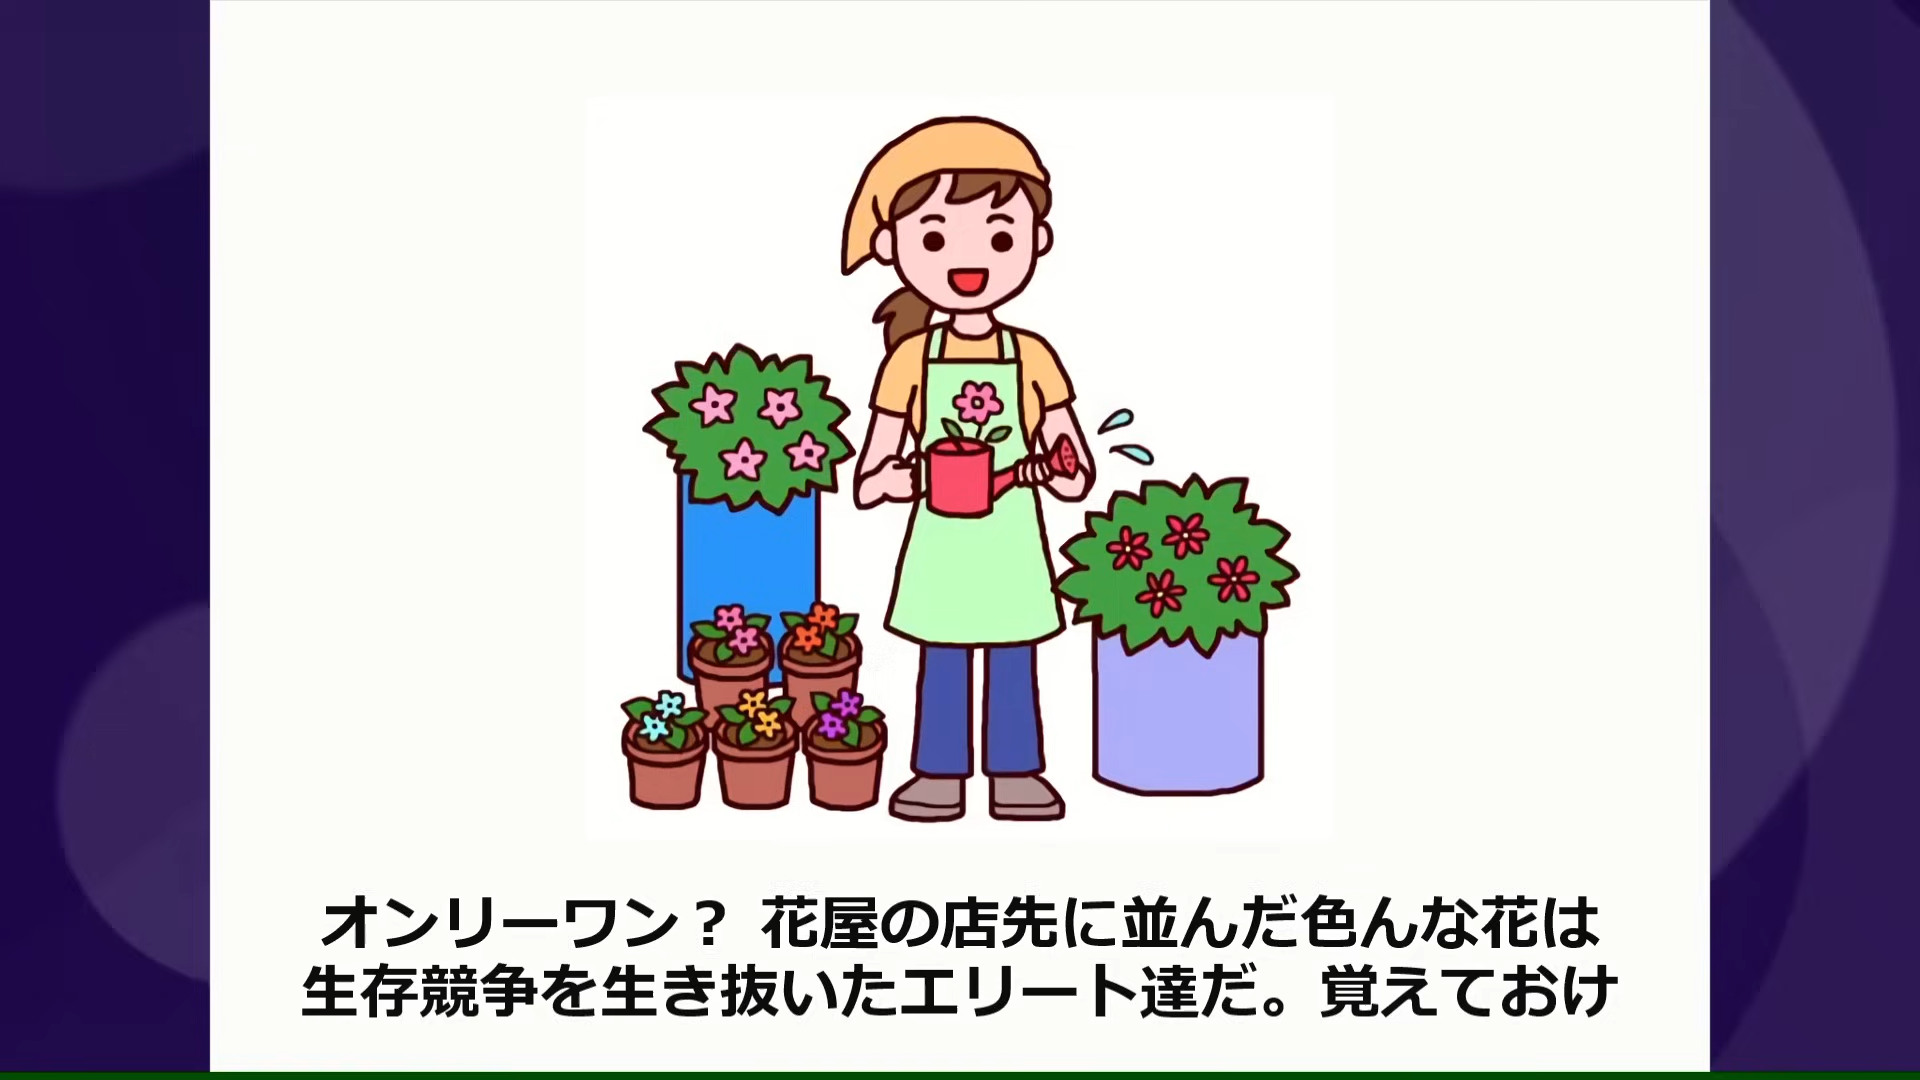 オンリーワン？ 花屋の店先に並んだ色んな花は
生存競争を生き抜いたエリート達だ。覚えておけ